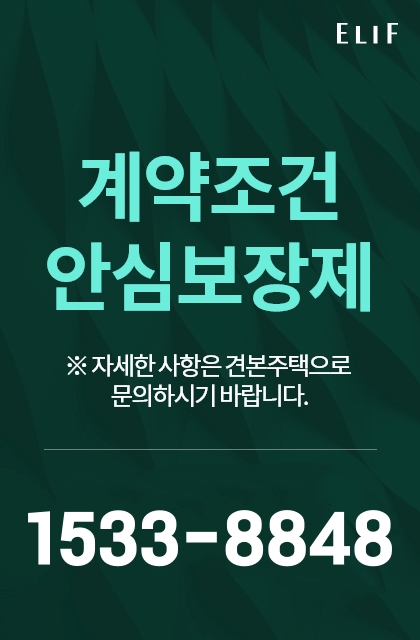 ELIF
계약조건
안심보장제
※ 자세한 사항은 견본주택으로
문의하시기 바랍니다.
1533-8848